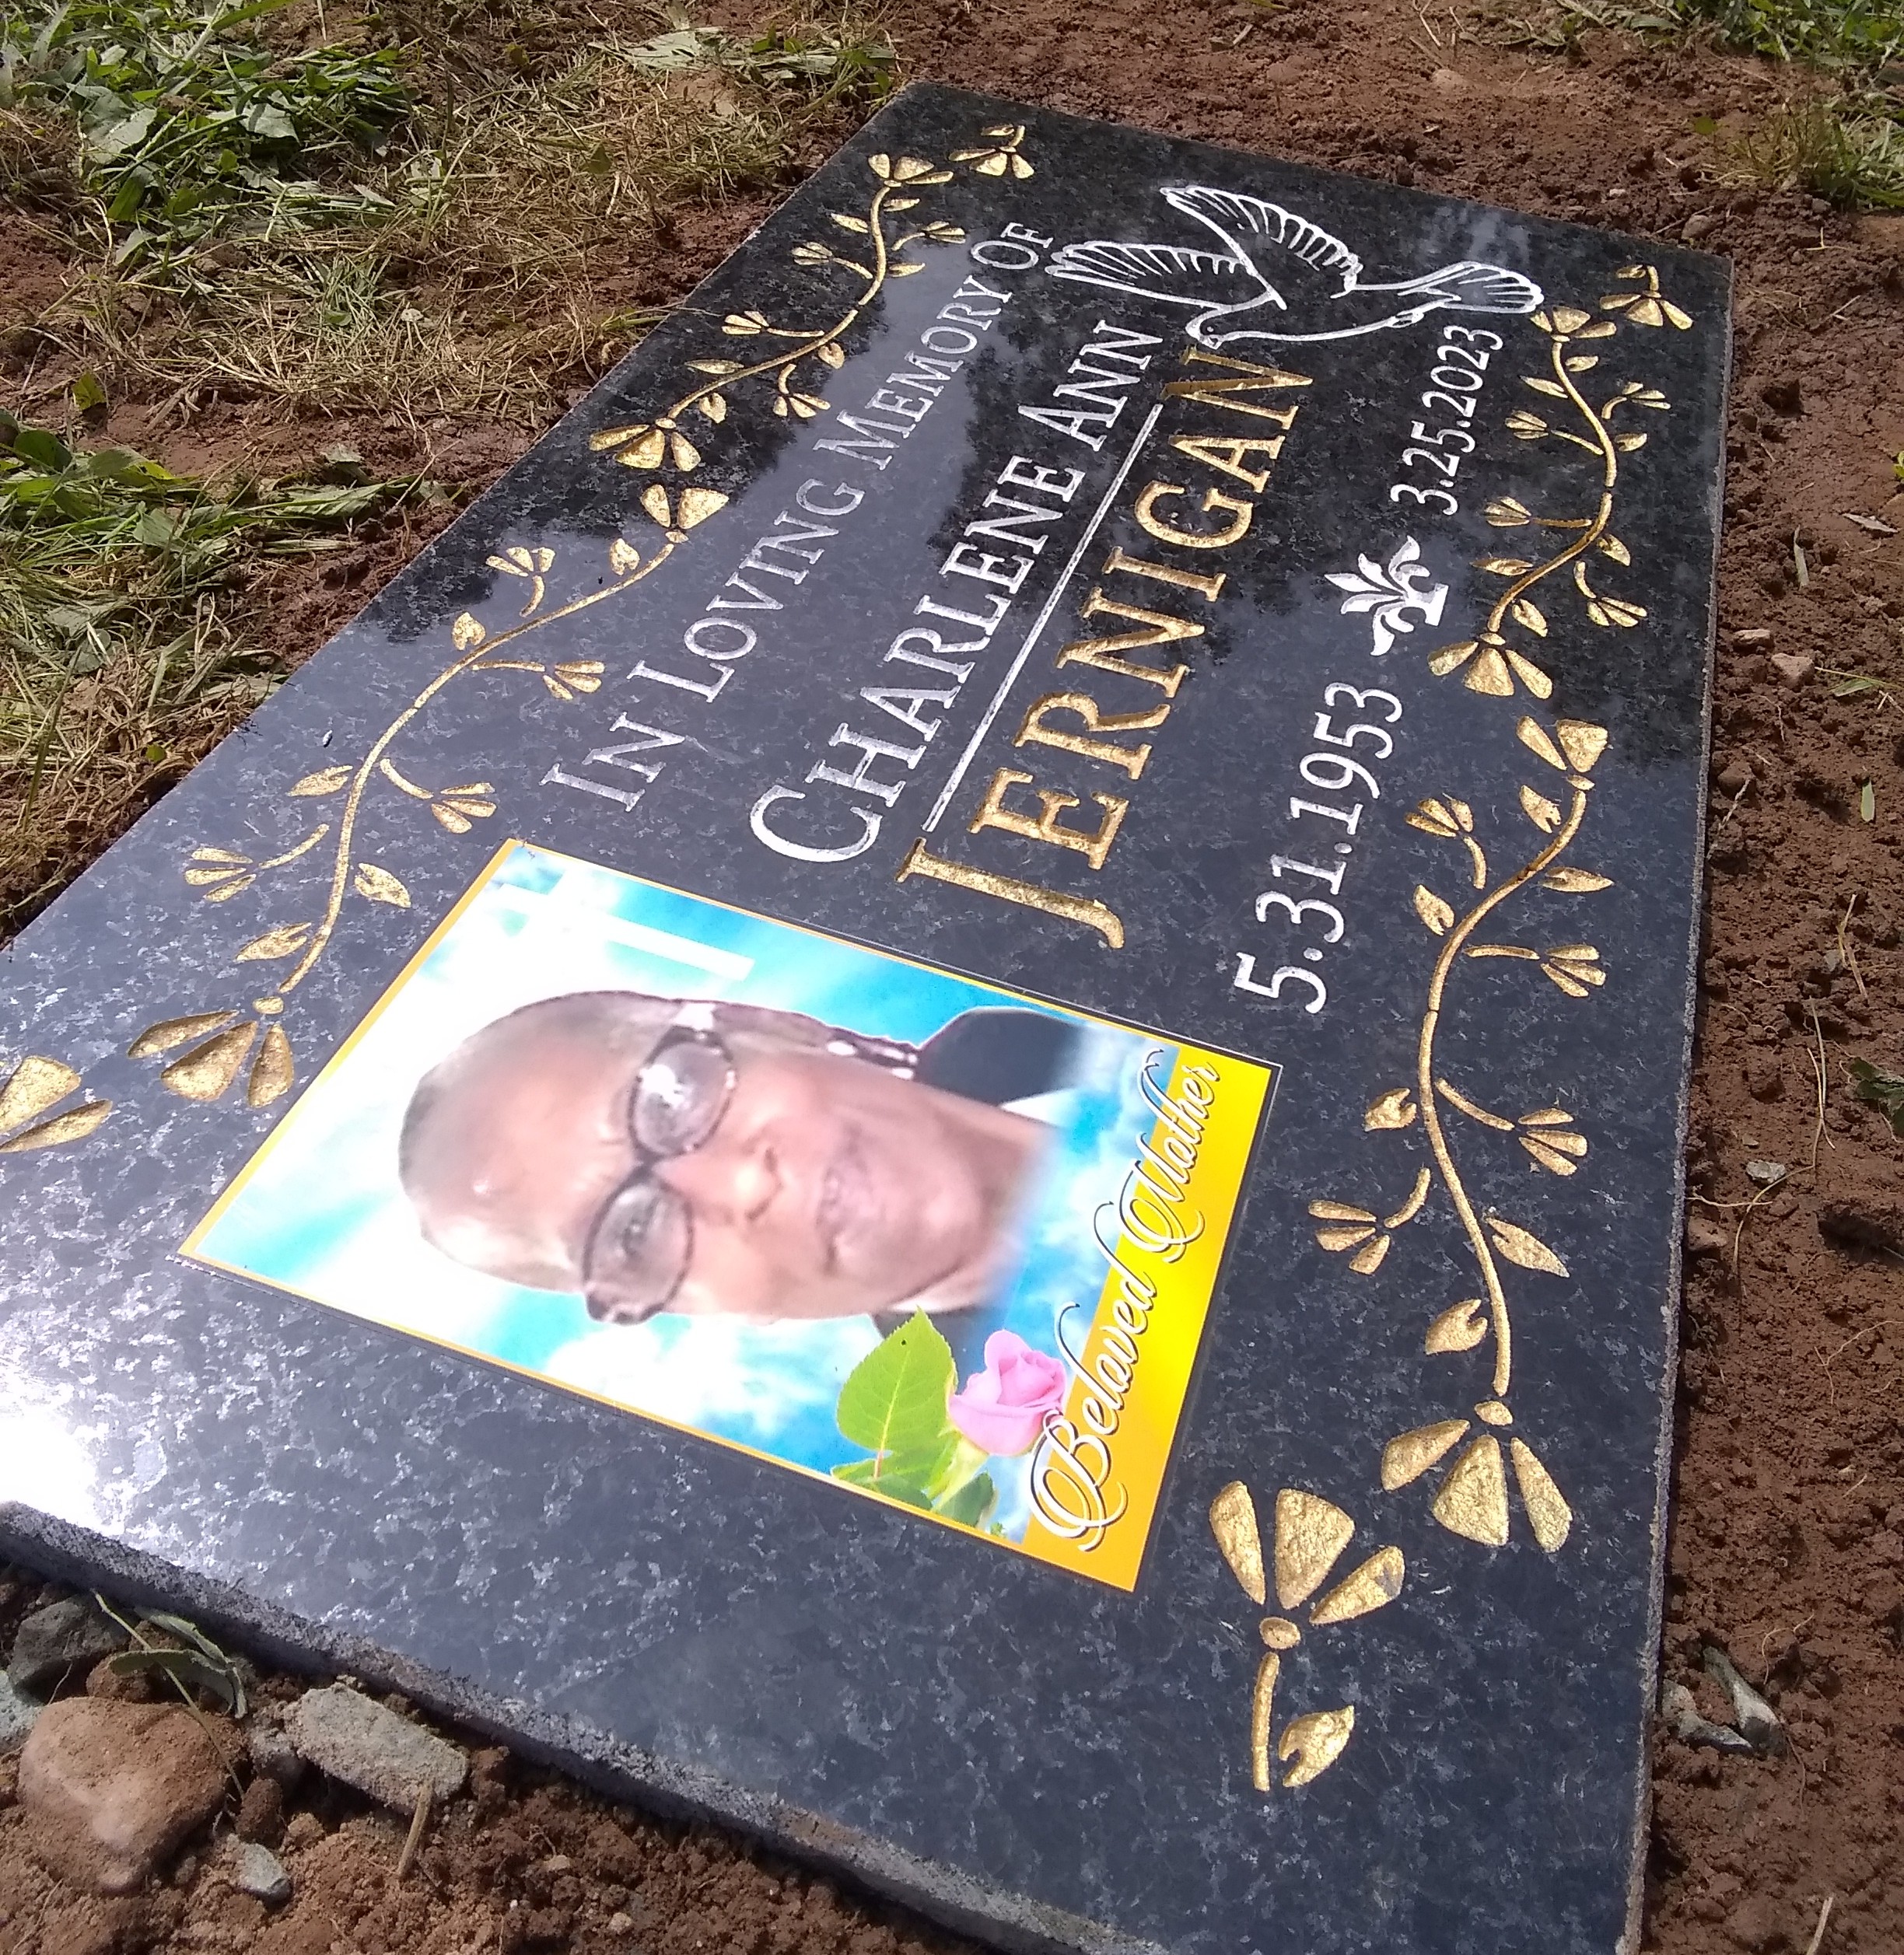 In Loving Memory Of
Charlene Ann
Jernigan
5.31.1953 3.25.2023
Beloved Mother